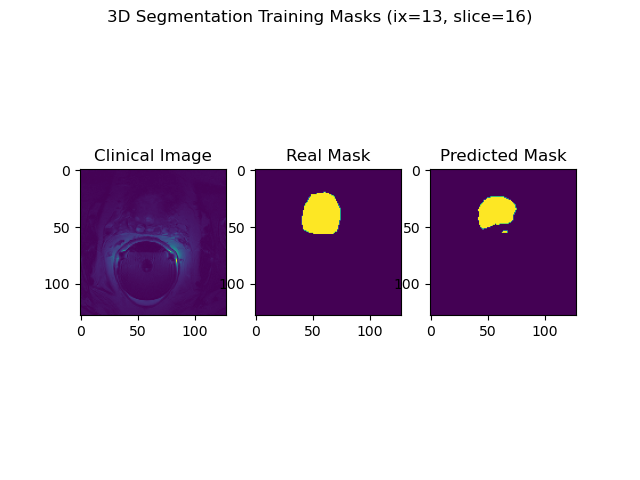 3D Segmentation Training Masks (ix=13, slice=16)
Clinical Image Real Mask Predicted Mask
0 0 0
50 50 50
100 100 100
0 50 100 0 50 100 0 50 100